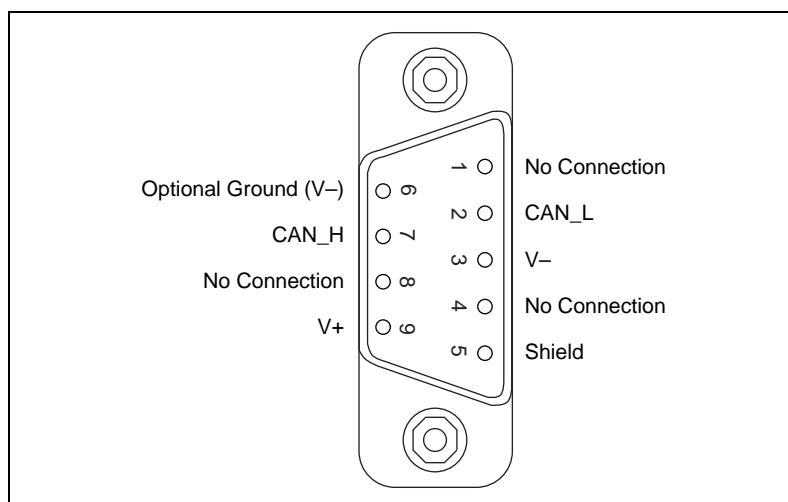 Optional Ground (V–)
CAN_H
No Connection
V+
6
7
8
9
1
2
3
4
5
No Connection
CAN_L
V–
No Connection
Shield